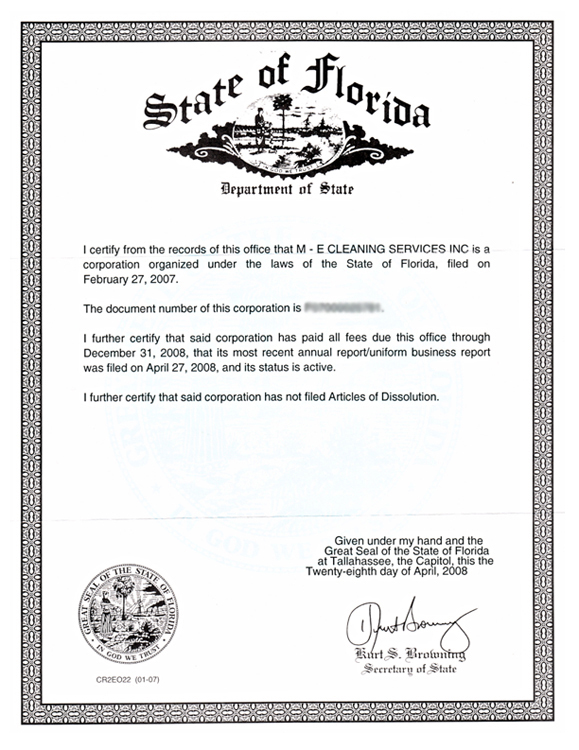 State of Florida
IN GOD WE TRUST
Department of State
I certify from the records of this office that M - E CLEANING SERVICES INC is a
corporation organized under the laws of the State of Florida, filed on
February 27, 2007.
The document number of this corporation is
I further certify that said corporation has paid all fees due this office through
December 31, 2008, that its most recent annual report/uniform business report
was filed on April 27, 2008, and its status is active.
I further certify that said corporation has not filed Articles of Dissolution.
Given under my hand and the
Great Seal of the State of Florida
at Tallahassee, the Capitol, this the
Twenty-eighth day of April, 2008
GREAT SEAL OF THE STATE OF FLORIDA
IN GOD WE TRUST
Kurt S. Browning
Kurt S. Browning
Secretary of State
CR2EO22 (01-07)